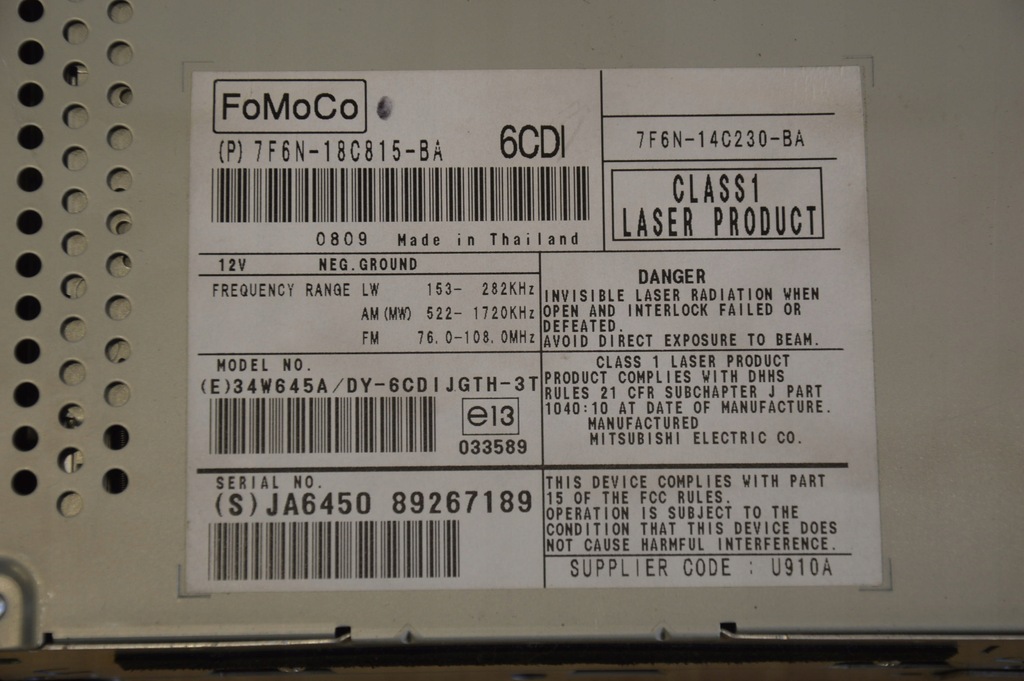 FoMoCo
(P) 7F6N-18C815-BA 6CDI
0809 Made in Thailand
7F6N-14C230-BA
CLASS1
LASER PRODUCT
12V NEG.GROUND
FREQUENCY RANGE LW 153- 282KHz
AM(MW) 522- 1720KHz
FM 76.0-108.0MHz
MODEL NO.
(E)34W645A/DY-6CDIJGTH-3T
e13
033589
SERIAL NO.
(S)JA6450 89267189
DANGER
INVISIBLE LASER RADIATION WHEN
OPEN AND INTERLOCK FAILED OR
DEFEATED.
AVOID DIRECT EXPOSURE TO BEAM.
CLASS 1 LASER PRODUCT
PRODUCT COMPLIES WITH DHHS
RULES 21 CFR SUBCHAPTER J PART
1040:10 AT DATE OF MANUFACTURE.
MANUFACTURED
MITSUBISHI ELECTRIC CO.
THIS DEVICE COMPLIES WITH PART
15 OF THE FCC RULES.
OPERATION IS SUBJECT TO THE
CONDITION THAT THIS DEVICE DOES
NOT CAUSE HARMFUL INTERFERENCE.
SUPPLIER CODE : U910A